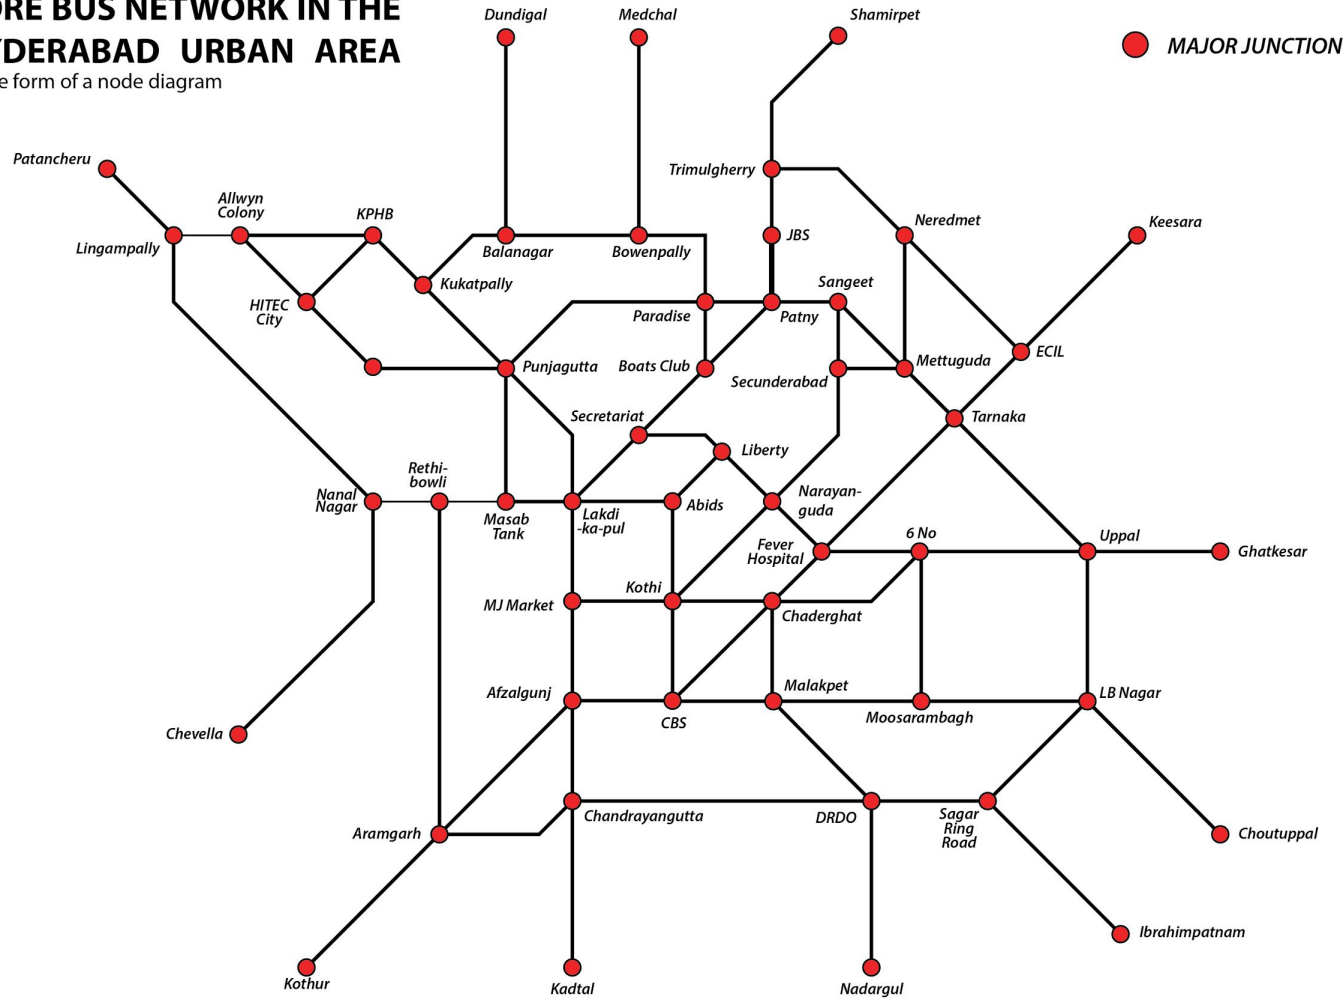 ORE BUS NETWORK IN THE
YDERABAD URBAN AREA
e form of a node diagram
MAJOR JUNCTION
Dundigal
Medchal
Shamirpet
Patancheru
Trimulgherry
Allwyn
Colony
KPHB
Neredmet
Keesara
Lingampally
Balanagar
Bowenpally
JBS
Kukatpally
Sangeet
HITEC
City
Paradise
Patny
ECIL
Punjagutta
Boats Club
Secunderabad
Mettuguda
Secretariat
Tarnaka
Liberty
Rethi-
bowli
Nanal
Nagar
Masab
Tank
Lakdi
-ka-pul
Abids
Narayan-
guda
Fever
Hospital
6 No
Uppal
Ghatkesar
MJ Market
Kothi
Chaderghat
Afzalgunj
CBS
Malakpet
Moosarambagh
LB Nagar
Chevella
Aramgarh
Chandrayangutta
DRDO
Sagar
Ring
Road
Choutuppal
Ibrahimpatnam
Kothur
Kadtal
Nadargul